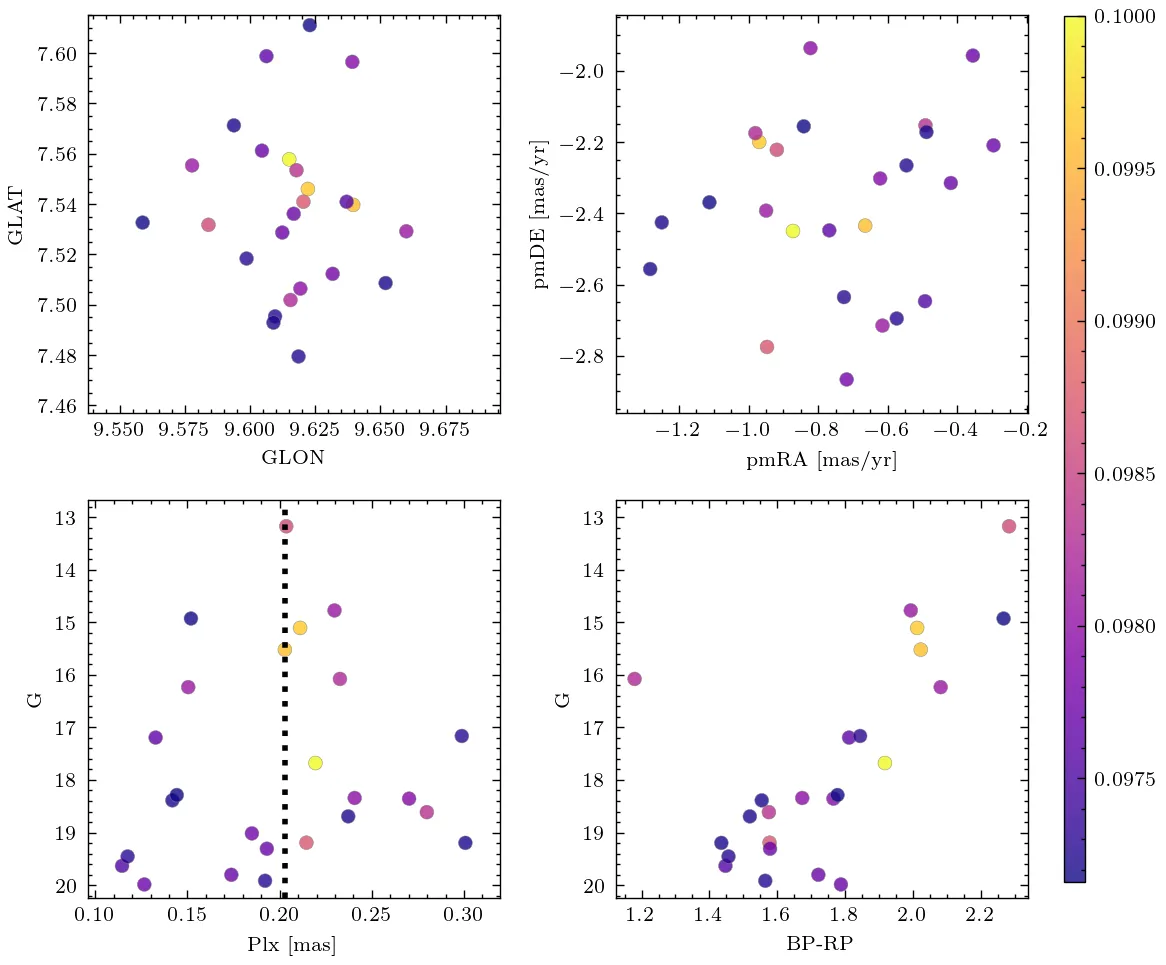 7.60
7.58
7.56
7.54
7.52
7.50
7.48
7.46
GLAT
9.550 9.575 9.600 9.625 9.650 9.675
GLON
−2.0
−2.2
−2.4
−2.6
−2.8
pmDE [mas/yr]
−1.2 −1.0 −0.8 −0.6 −0.4 −0.2
pmRA [mas/yr]
0.1000
0.0995
0.0990
0.0985
0.0980
0.0975
13
14
15
16
17
18
19
20
G
0.10 0.15 0.20 0.25 0.30
Plx [mas]
13
14
15
16
17
18
19
20
G
1.2 1.4 1.6 1.8 2.0 2.2
BP-RP